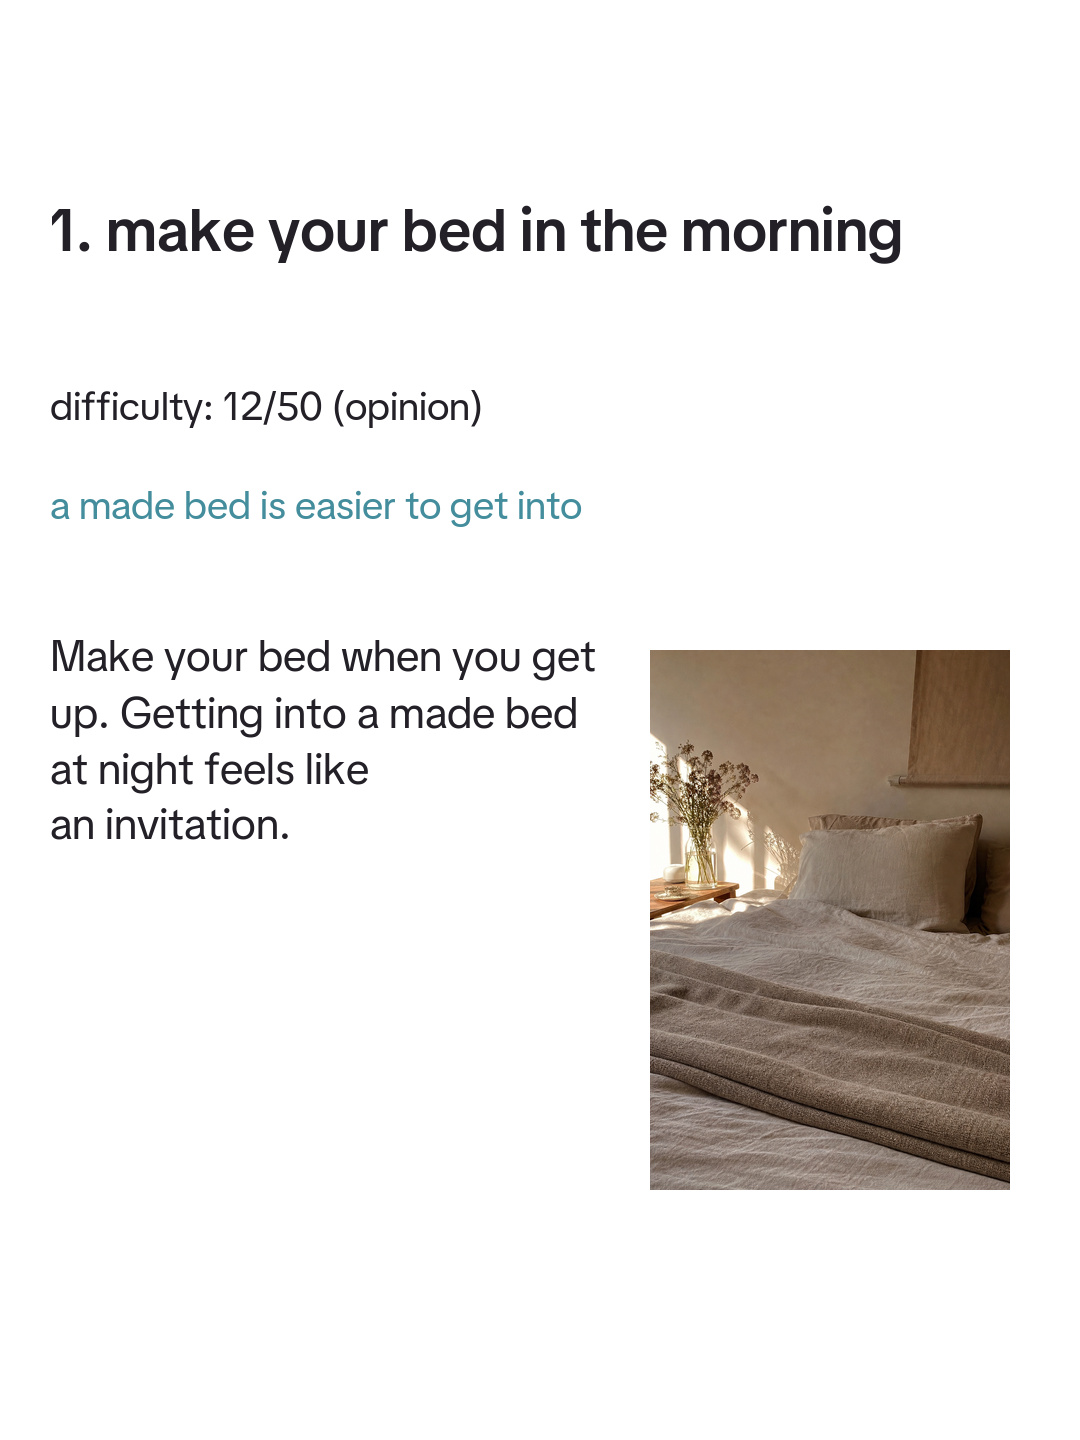 1. make your bed in the morning
difficulty: 12/50 (opinion)
a made bed is easier to get into
Make your bed when you get
up. Getting into a made bed
at night feels like
an invitation.